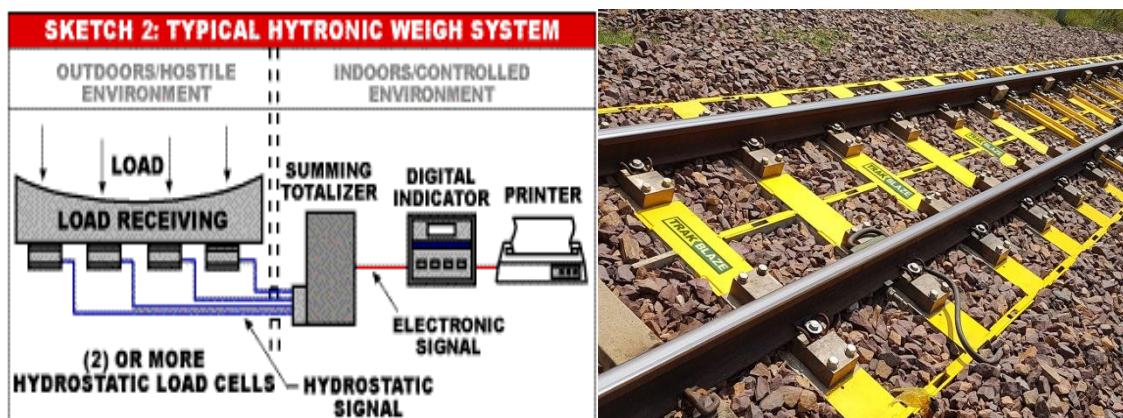 SKETCH 2: TYPICAL HYTRONIC WEIGH SYSTEM
OUTDOORS/HOSTILE
ENVIRONMENT
INDOORS/CONTROLLED
ENVIRONMENT
LOAD
LOAD RECEIVING
SUMMING
TOTALIZER
DIGITAL
INDICATOR
PRINTER
ELECTRONIC
SIGNAL
(2) OR MORE
HYDROSTATIC LOAD CELLS
HYDROSTATIC
SIGNAL
TRAKBLAZE
TRAKBLAZE
TRAKBLAZE